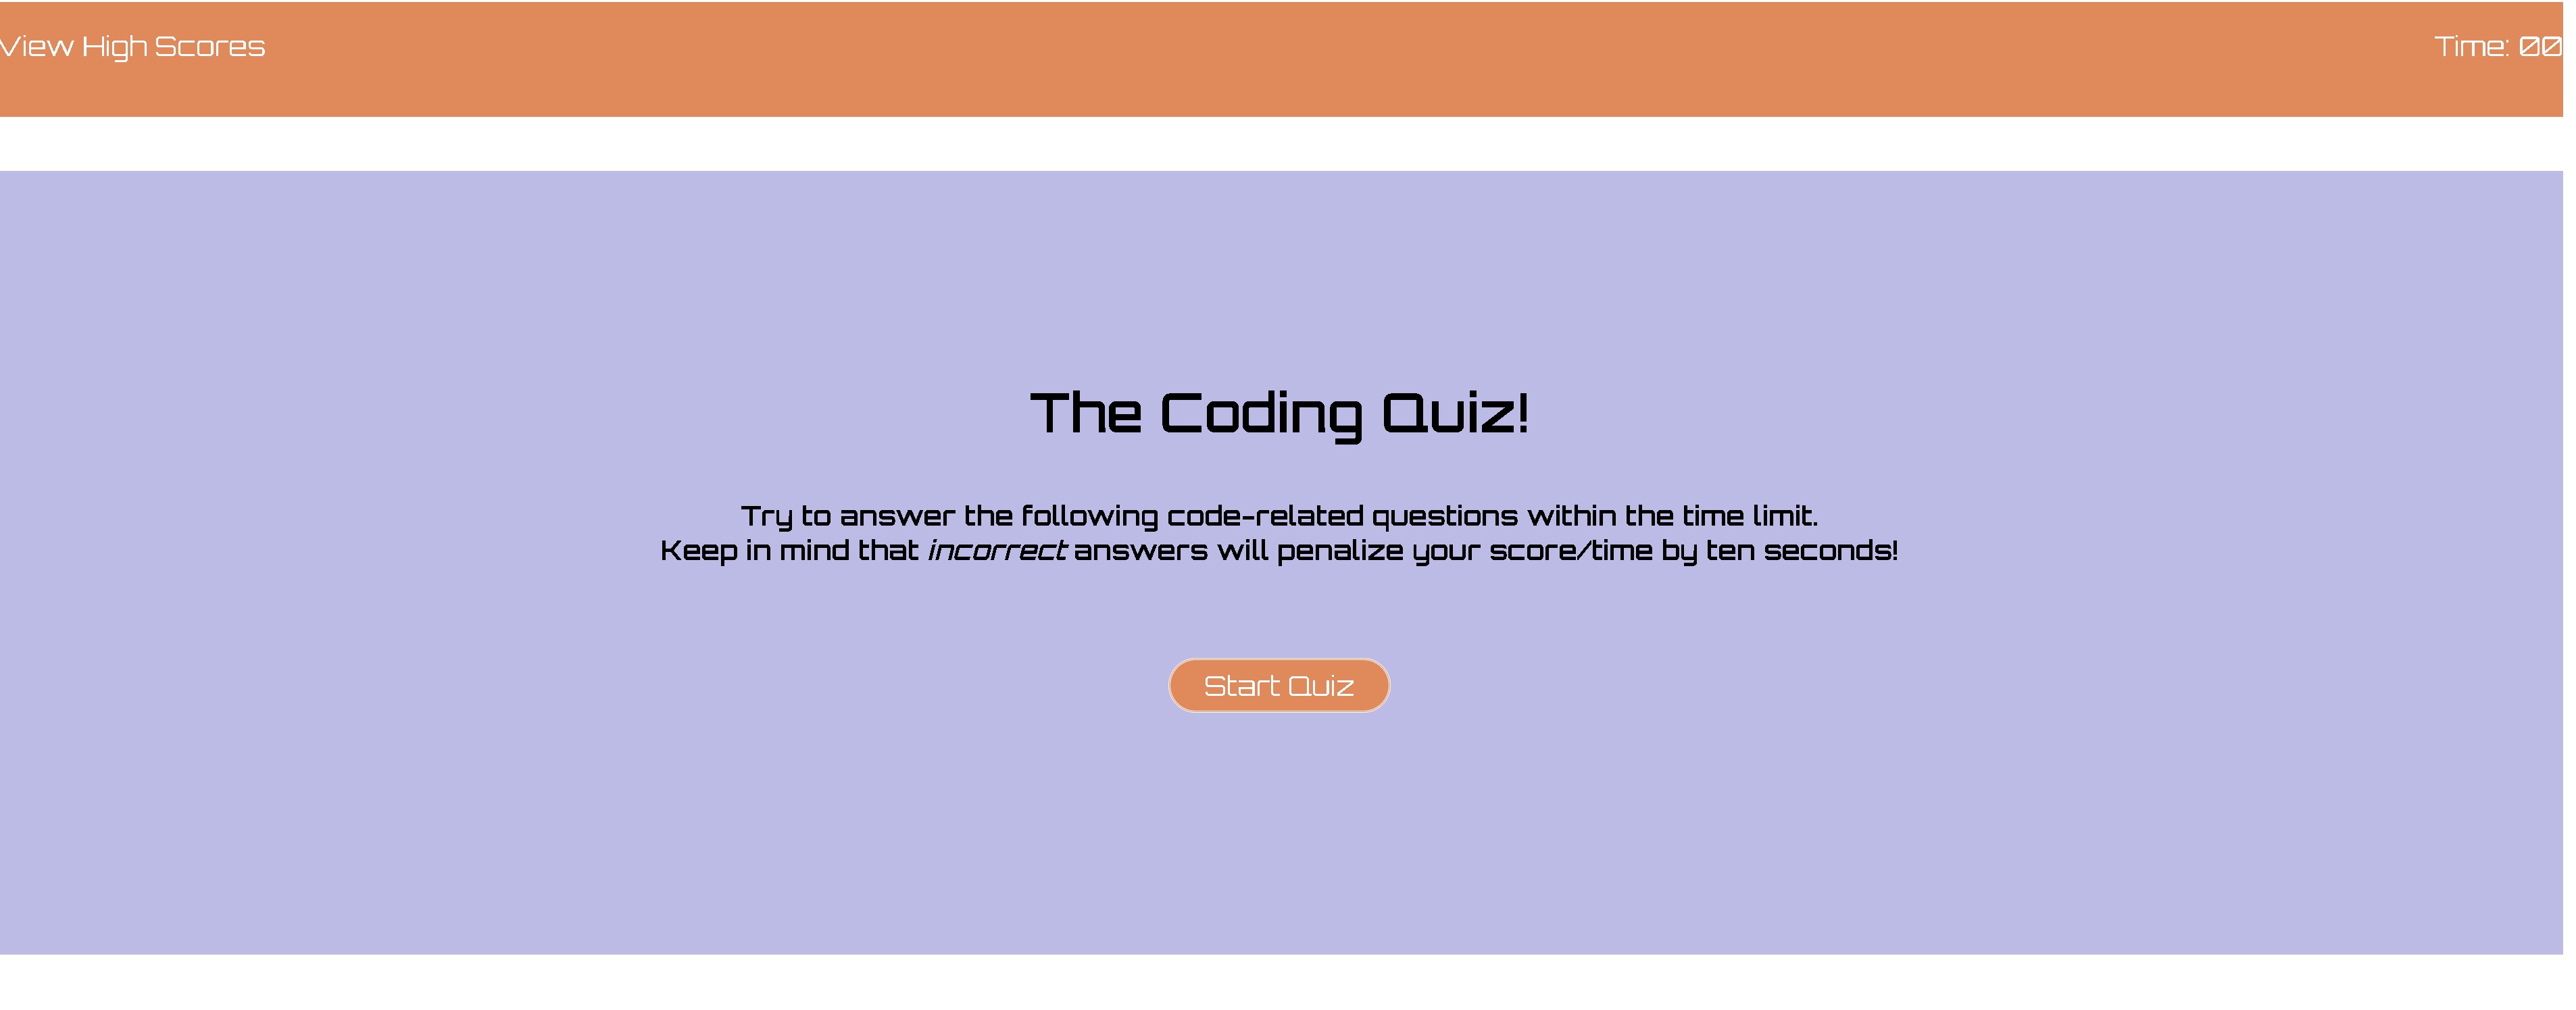 View High Scores
Time: 00
The Coding Quiz!
Try to answer the following code-related questions within the time limit.
Keep in mind that incorrect answers will penalize your score/time by ten seconds!
Start Quiz